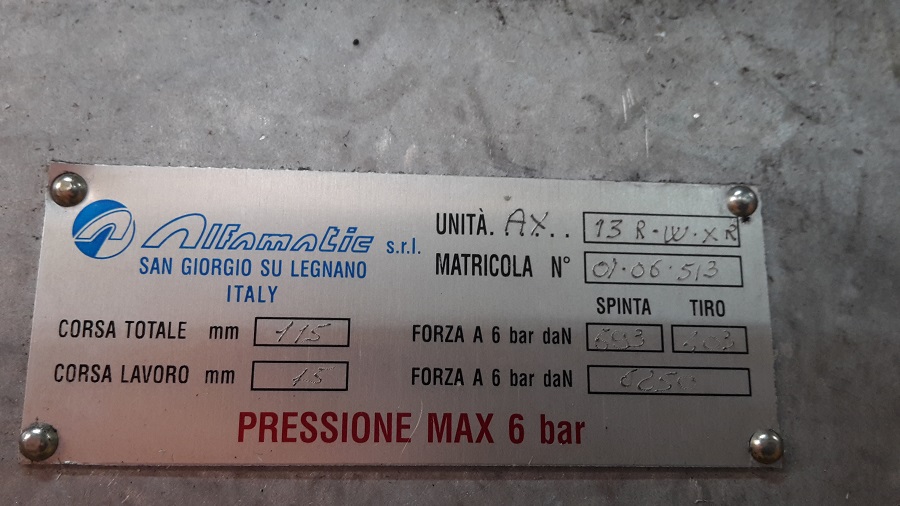 Alfamatic s.r.l.
SAN GIORGIO SU LEGNANO
ITALY
UNITÀ. AX.. 13 R·W·XR
MATRICOLA N° 01·06·513
SPINTA TIRO
CORSA TOTALE mm 115
FORZA A 6 bar daN
CORSA LAVORO mm 15
FORZA A 6 bar daN 6250
PRESSIONE MAX 6 bar